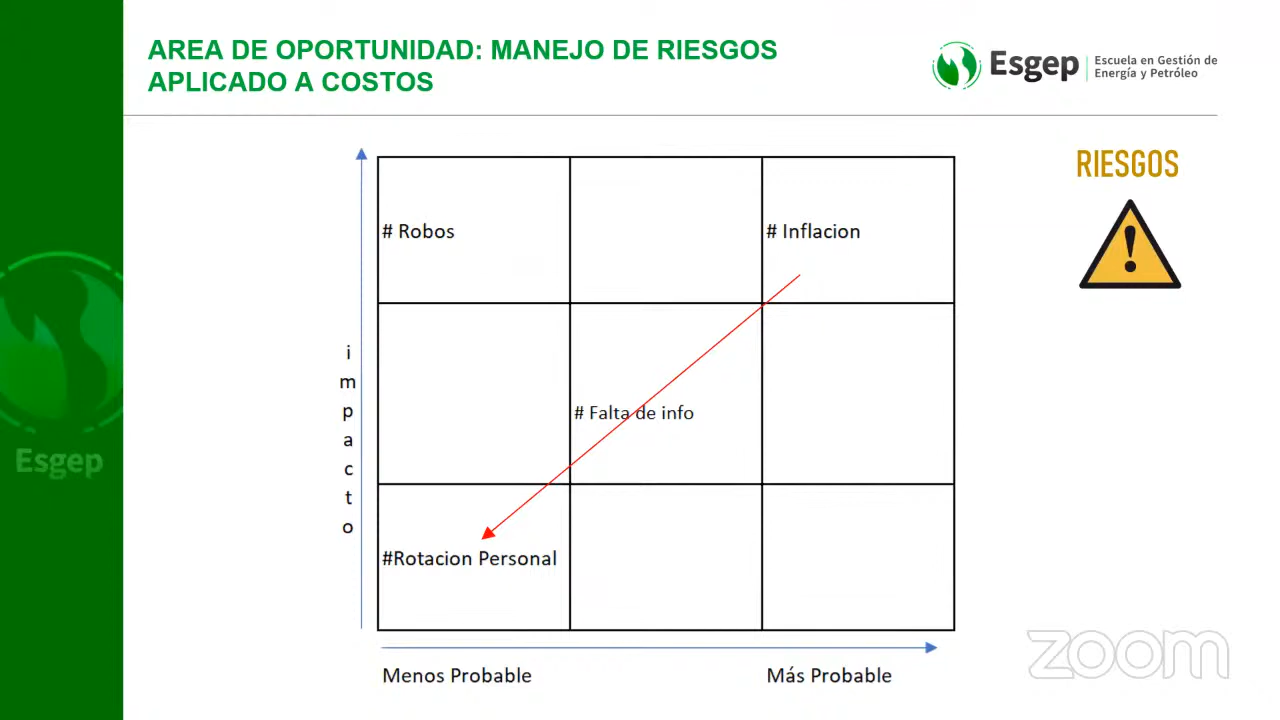 AREA DE OPORTUNIDAD: MANEJO DE RIESGOS
APLICADO A COSTOS
Esgep
Escuela en Gestión de
Energía y Petróleo
RIESGOS
# Robos
# Inflacion
impacto
# Falta de info
Esgep
#Rotacion Personal
Menos Probable
Más Probable
zoom